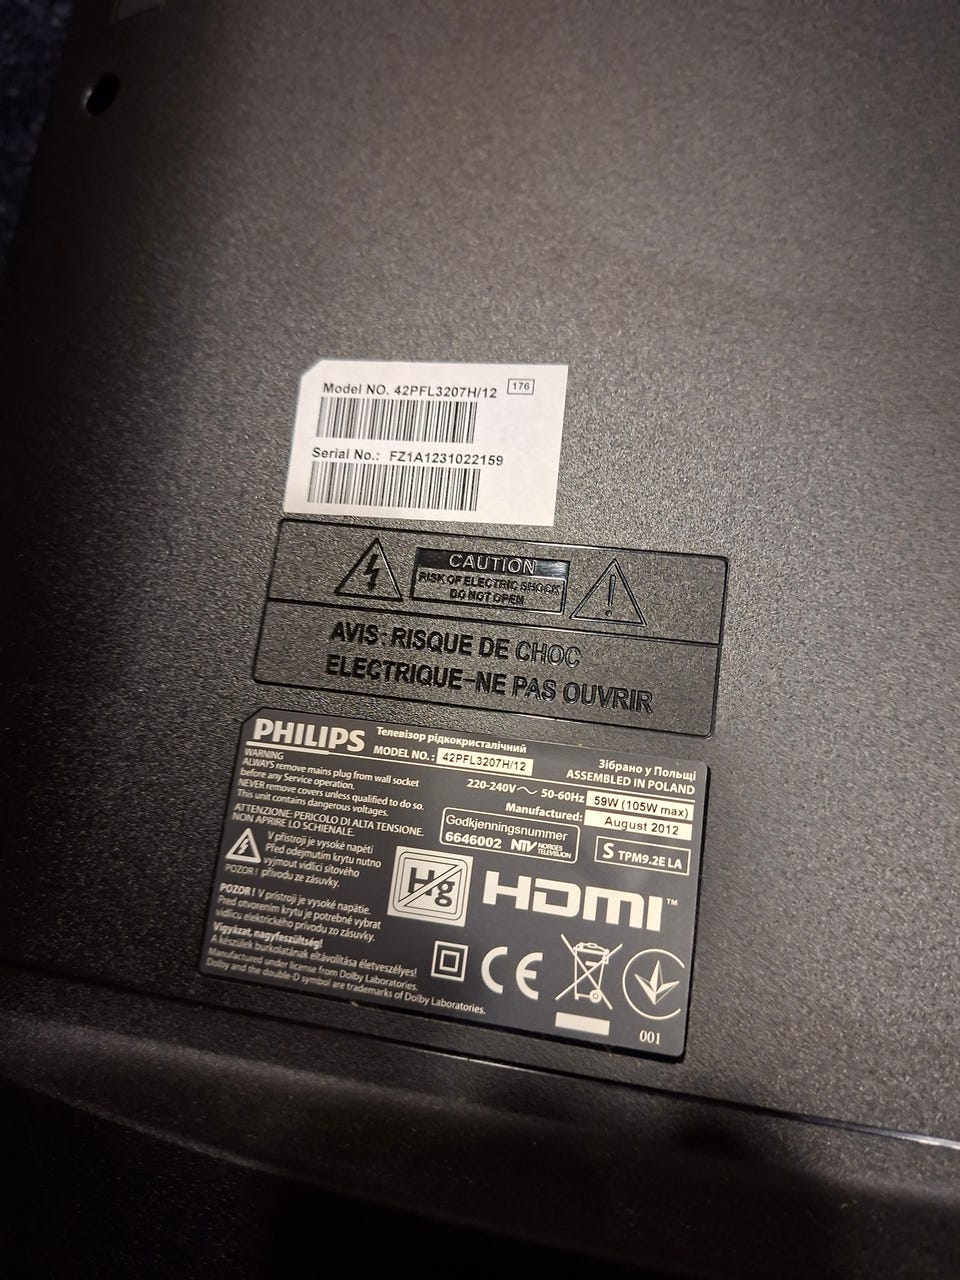 Model NO. 42PFL3207H/12 176
Serial No.: FZ1A1231022159
CAUTION
RISK OF ELECTRIC SHOCK
DO NOT OPEN
AVIS: RISQUE DE CHOC
ELECTRIQUE-NE PAS OUVRIR
PHILIPS
Телевізор рідкокристалічний
MODEL NO.: 42PFL3207H/12
Зібрано у Польщі
ASSEMBLED IN POLAND
220-240V~ 50-60Hz 59W (105W max)
Manufactured: August 2012
WARNING
ALWAYS remove mains plug from wall socket
before any Service operation.
NEVER remove covers unless qualified to do so.
This unit contains dangerous voltages.
ATTENZIONE: PERICOLO DI ALTA TENSIONE.
NON APRIRE LO SCHIENALE.
Godkjenningsnummer
6646002 NTV NORGES
TELEVISJON
S TPM9.2E LA
V přístroji je vysoké napětí
Před odejmutím krytu nutno
vyjmout vidlici síťového
POZOR! přívodu ze zásuvky.
Hg
HDMI™
POZOR! V prístroji je vysoké napätie.
Pred otvorením krytu je potrebné vybrat
vidlicu elektrického prívodu zo zásuvky.
Vigyázat, nagyfeszültség!
A készülék burkolatának eltávolítása életveszélyes!
Manufactured under license from Dolby Laboratories.
Dolby and the double-D symbol are trademarks of Dolby Laboratories.
CE
001